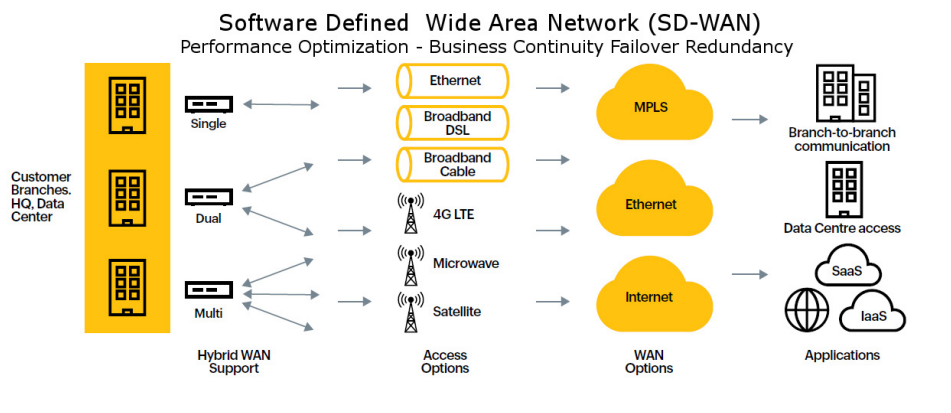 Software Defined Wide Area Network (SD-WAN)
Performance Optimization - Business Continuity Failover Redundancy
Customer
Branches.
HQ, Data
Center
Single
Dual
Multi
Hybrid WAN
Support
Ethernet
Broadband
DSL
Broadband
Cable
4G LTE
Microwave
Satellite
Access
Options
MPLS
Ethernet
Internet
WAN
Options
Branch-to-branch
communication
Data Centre access
SaaS
IaaS
Applications